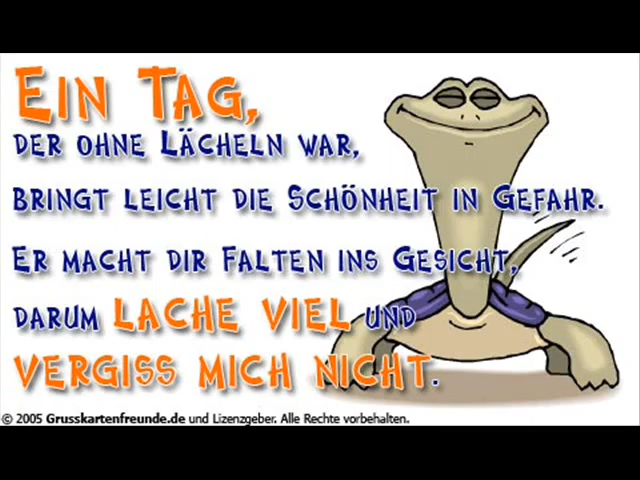 EIN TAG,
DER OHNE LÄCHELN WAR,
BRINGT LEICHT DIE SCHÖNHEIT IN GEFAHR.
ER MACHT DIR FALTEN INS GESICHT,
DARUM LACHE VIEL UND
VERGISS MICH NICHT.
© 2005 Grusskartenfreunde.de und Lizenzgeber. Alle Rechte vorbehalten.